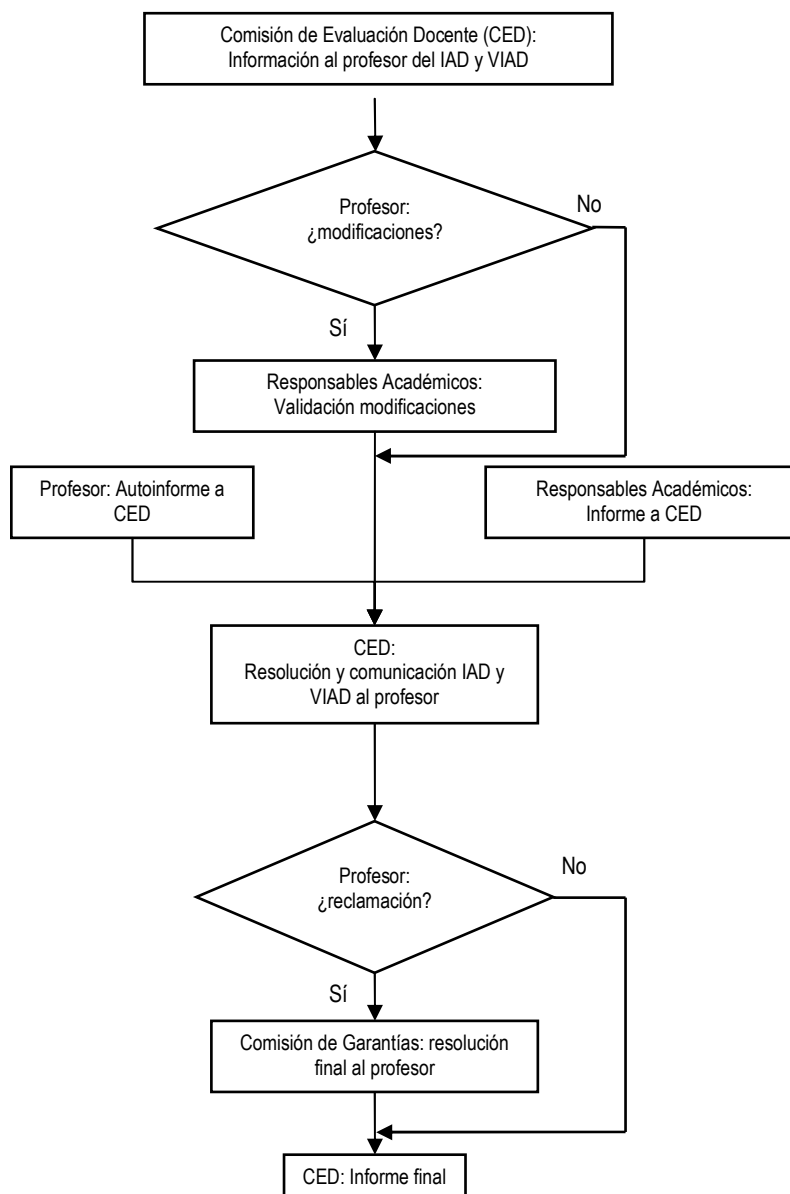 Comisión de Evaluación Docente (CED):
Información al profesor del IAD y VIAD
Profesor:
¿modificaciones?
No
Sí
Responsables Académicos:
Validación modificaciones
Profesor: Autoinforme a
CED
Responsables Académicos:
Informe a CED
CED:
Resolución y comunicación IAD y
VIAD al profesor
Profesor:
¿reclamación?
No
Sí
Comisión de Garantías: resolución
final al profesor
CED: Informe final